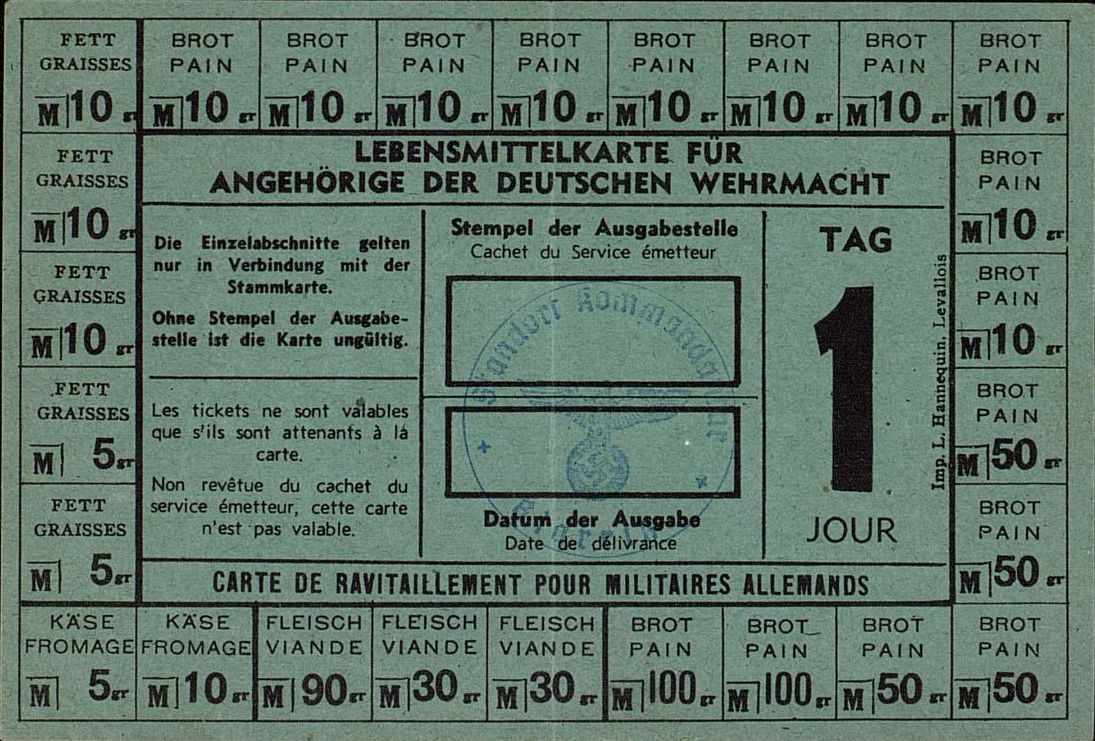 FETT
GRAISSES
M 10 gr
BROT
PAIN
M 10 gr
BROT
PAIN
M 10 gr
BROT
PAIN
M 10 gr
BROT
PAIN
M 10 gr
BROT
PAIN
M 10 gr
BROT
PAIN
M 10 gr
BROT
PAIN
M 10 gr
BROT
PAIN
M 10 gr
FETT
GRAISSES
M 10 gr
FETT
GRAISSES
M 10 gr
FETT
GRAISSES
M 5 gr
FETT
GRAISSES
M 5 gr
LEBENSMITTELKARTE FÜR
ANGEHÖRIGE DER DEUTSCHEN WEHRMACHT
Die Einzelabschnitte gelten
nur in Verbindung mit der
Stammkarte.
Ohne Stempel der Ausgabe-
stelle ist die Karte ungültig.
Les tickets ne sont valables
que s'ils sont attenants à la
carte.
Non revêtue du cachet du
service émetteur, cette carte
n'est pas valable.
Stempel der Ausgabestelle
Cachet du Service émetteur
Standort Kommandantur
Datum der Ausgabe
Date de délivrance
TAG
1
JOUR
Imp. L. Hannequin, Levallois
CARTE DE RAVITAILLEMENT POUR MILITAIRES ALLEMANDS
BROT
PAIN
M 10 gr
BROT
PAIN
M 10 gr
BROT
PAIN
M 50 gr
BROT
PAIN
M 50 gr
KÄSE
FROMAGE
M 5 gr
KÄSE
FROMAGE
M 10 gr
FLEISCH
VIANDE
M 90 gr
FLEISCH
VIANDE
M 30 gr
FLEISCH
VIANDE
M 30 gr
BROT
PAIN
M 100 gr
BROT
PAIN
M 100 gr
BROT
PAIN
M 50 gr
BROT
PAIN
M 50 gr